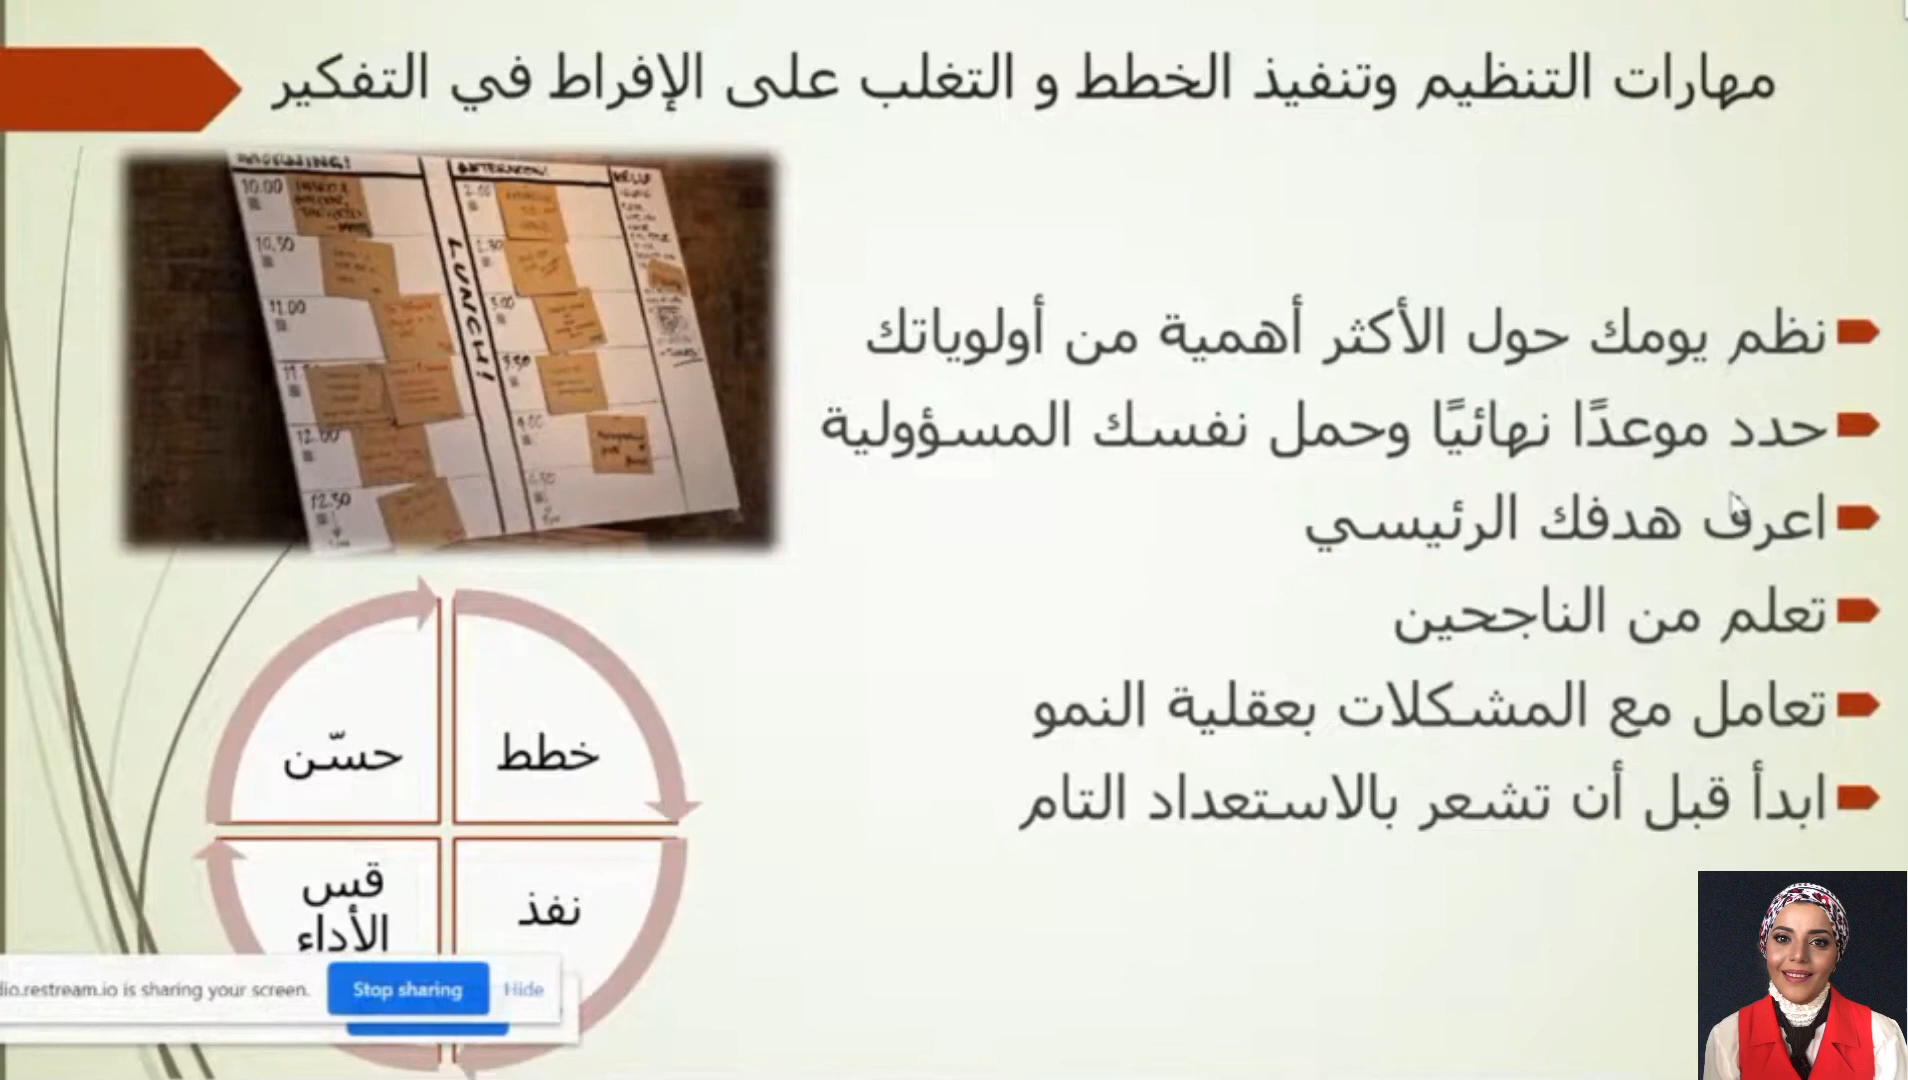 مهارات التنظيم وتنفيذ الخطط و التغلب على الإفراط في التفكير
نظم يومك حول الأكثر أهمية من أولوياتك
حدد موعدًا نهائيًا وحمل نفسك المسؤولية
اعرف هدفك الرئيسي
تعلم من الناجحين
تعامل مع المشكلات بعقلية النمو
ابدأ قبل أن تشعر بالاستعداد التام
10.00
10.30
11.00
12.00
12.30
LUNCH!
2.00
خطط
حسّن
نفذ
قس
الأداء
dio.restream.io is sharing your screen.
Stop sharing
Hide